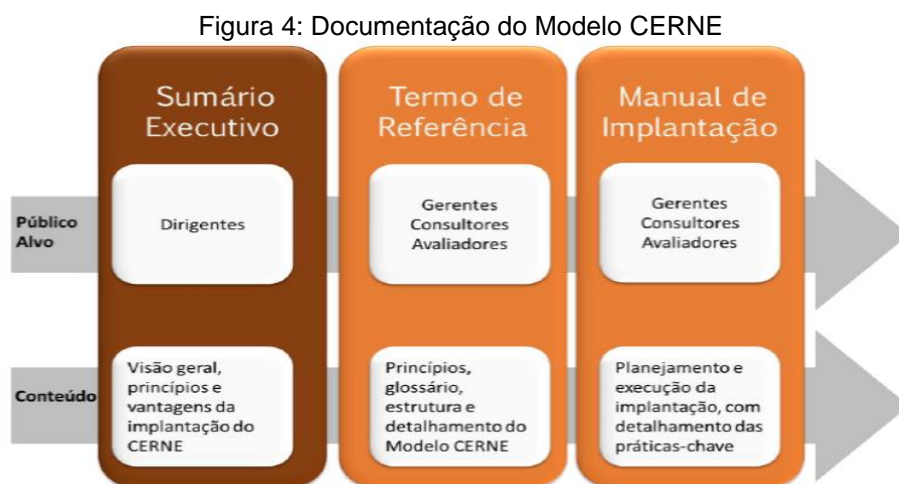 Figura 4: Documentação do Modelo CERNE
Sumário
Executivo
Termo de
Referência
Manual de
Implantação
Público
Alvo
Dirigentes
Gerentes
Consultores
Avaliadores
Gerentes
Consultores
Avaliadores
Conteúdo
Visão geral,
princípios e
vantagens da
implantação do
CERNE
Princípios,
glossário,
estrutura e
detalhamento do
Modelo CERNE
Planejamento e
execução da
implantação, com
detalhamento das
práticas-chave